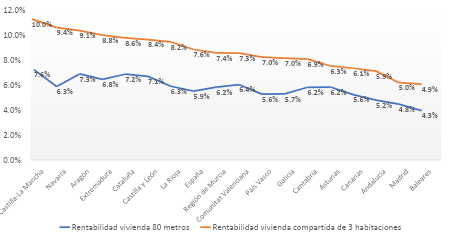 12.0%
10.0%
8.0%
6.0%
4.0%
2.0%
0.0%
10.0% 9.4% 9.1% 8.8% 8.6% 8.4% 8.2% 7.6% 7.4% 7.3% 7.0% 7.0% 6.9% 6.3% 6.1% 5.9% 5.0% 4.9%
7.5% 6.3% 7.3% 6.8% 7.2% 7.1% 6.3% 5.9% 6.2% 6.4% 5.6% 5.7% 6.2% 6.2% 5.6% 5.2% 4.8% 4.3%
Castilla-La Mancha
Navarra
Aragón
Extremadura
Cataluña
Castilla y León
La Rioja
España
Región de Murcia
Comunitat Valenciana
País Vasco
Galicia
Cantabria
Asturias
Canarias
Andalucía
Madrid
Baleares
Rentabilidad vivienda 80 metros Rentabilidad vivienda compartida de 3 habitaciones